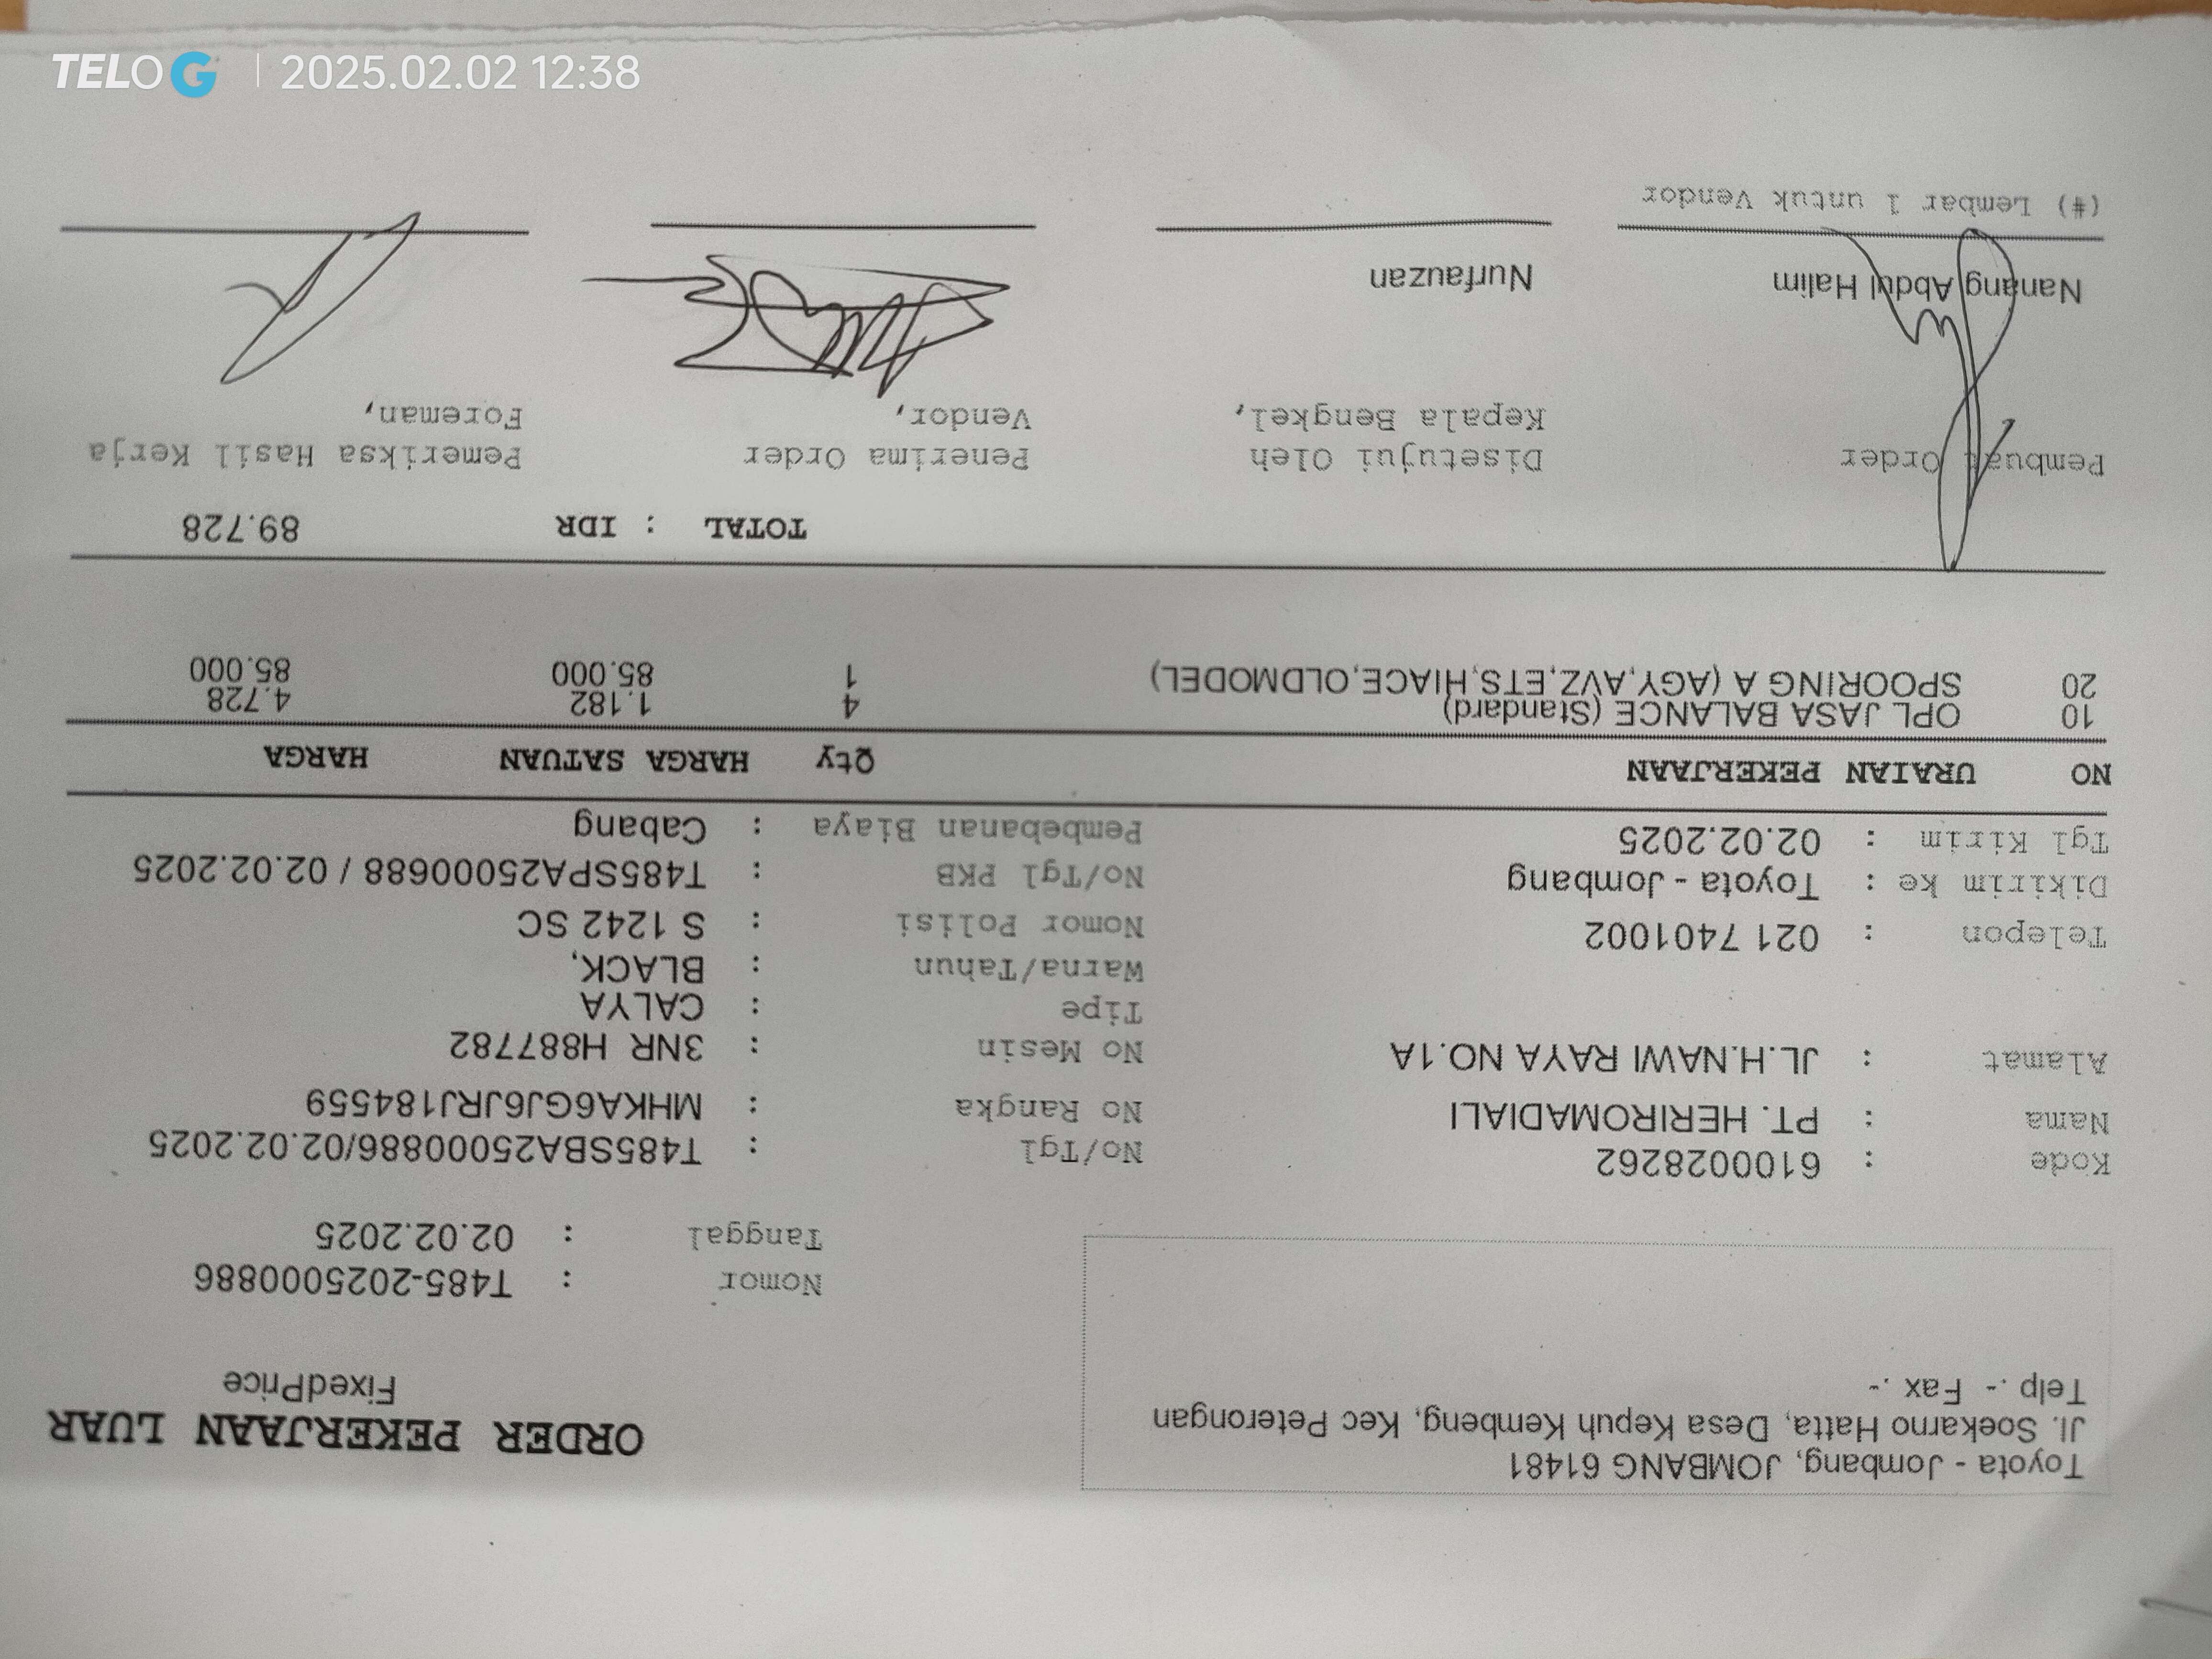 TELOG | 2025.02.02 12:38
Toyota - Jombang, JOMBANG 61481
Jl. Soekarno Hatta, Desa Kepuh Kembeng, Kec Peterongan
Telp .- Fax .-
ORDER PEKERJAAN LUAR
FixedPrice
Nomor : T485-2025000886
Tanggal : 02.02.2025
Kode : 6100028262
Nama : PT. HERIROMADIALI
Alamat : JL.H.NAWI RAYA NO.1A
Telepon : 021 7401002
Dikirim ke : Toyota - Jombang
Tgl Kirim : 02.02.2025
No/Tgl : T485SBA25000886/02.02.2025
No Rangka : MHKA6GJ6JRJ184559
No Mesin : 3NR H887782
Tipe : CALYA
Warna/Tahun : BLACK,
Nomor Polisi : S 1242 SC
No/Tgl PKB : T485SPA25000688 / 02.02.2025
Pembebanan Biaya : Cabang
NO URAIAN PEKERJAAN Qty HARGA SATUAN HARGA
10 OPL JASA BALANCE (Standard) 4 1.182 4.728
20 SPOORING A (AGY,AVZ,ETS,HIACE,OLDMODEL) 1 85.000 85.000
TOTAL : IDR 89.728
Pembuat Order
Disetujui Oleh
Kepala Bengkel,
Penerima Order
Vendor,
Pemeriksa Hasil Kerja
Foreman,
Nanang Abdul Halim
Nurfauzan
(#) Lembar 1 untuk Vendor